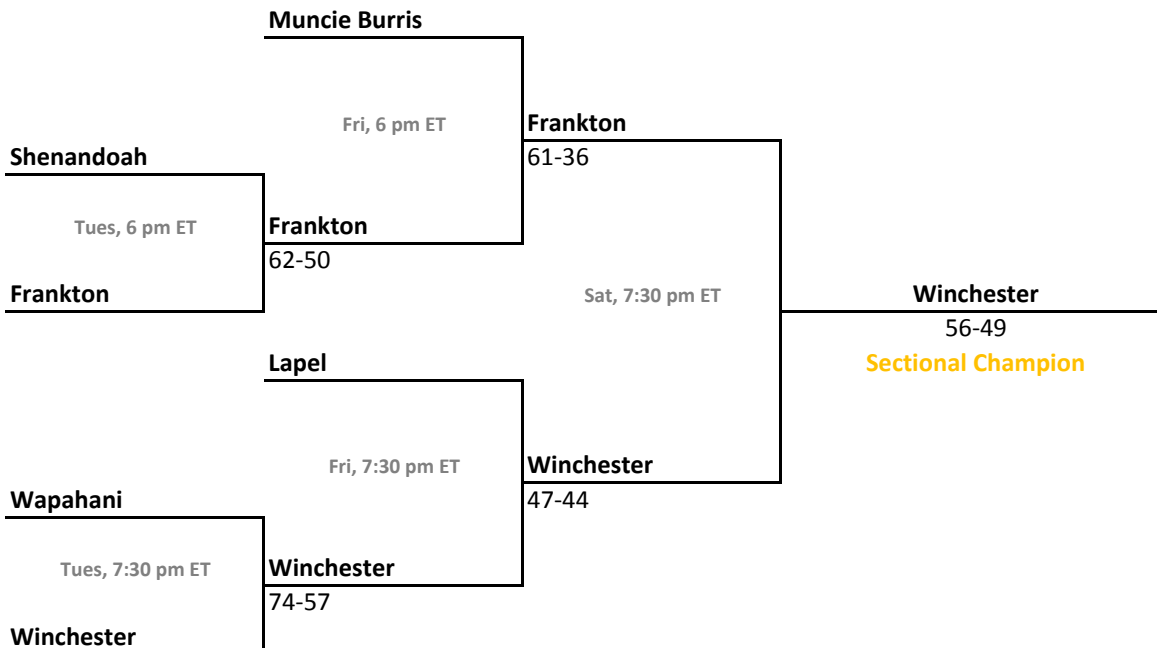 Muncie Burris
Fri, 6 pm ET
Frankton
Shenandoah
61-36
Tues, 6 pm ET
Frankton
62-50
Frankton
Sat, 7:30 pm ET
Winchester
56-49
Lapel
Sectional Champion
Fri, 7:30 pm ET
Winchester
Wapahani
47-44
Tues, 7:30 pm ET
Winchester
74-57
Winchester